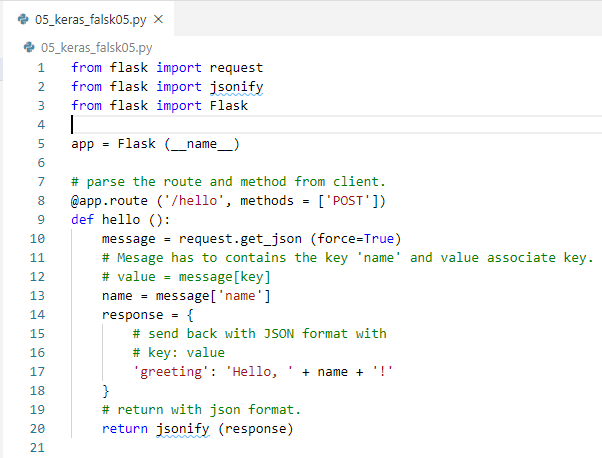 05_keras_falsk05.py ×
05_keras_falsk05.py
1 from flask import request
2 from flask import jsonify
3 from flask import Flask
4
5 app = Flask (__name__)
6
7 # parse the route and method from client.
8 @app.route ('/hello', methods = ['POST'])
9 def hello ():
10     message = request.get_json (force=True)
11     # Mesage has to contains the key 'name' and value associate key.
12     # value = message[key]
13     name = message['name']
14     response = {
15         # send back with JSON format with
16         # key: value
17         'greeting': 'Hello, ' + name + '!'
18     }
19     # return with json format.
20     return jsonify (response)
21